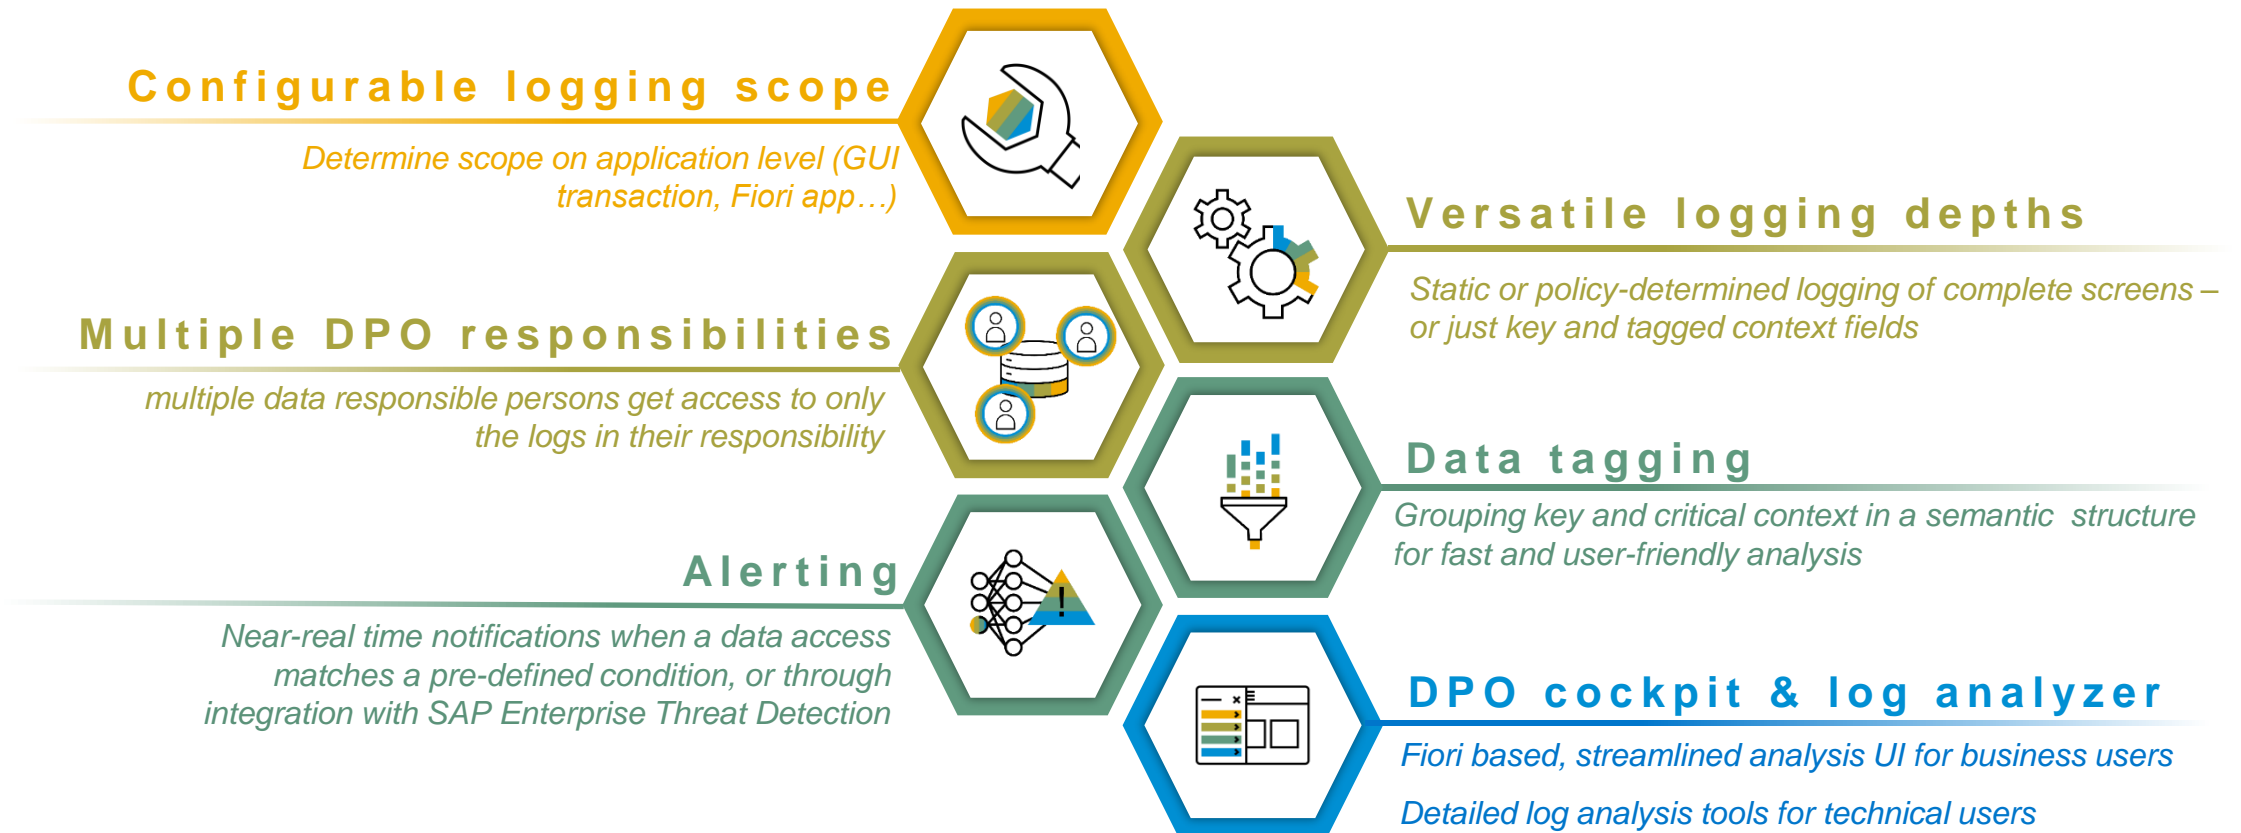 Configurable logging scope
Determine scope on application level (GUI
transaction, Fiori app…)
Versatile logging depths
Static or policy-determined logging of complete screens –
or just key and tagged context fields
Multiple DPO responsibilities
multiple data responsible persons get access to only
the logs in their responsibility
Data tagging
Grouping key and critical context in a semantic  structure
for fast and user-friendly analysis
Alerting
Near-real time notifications when a data access
matches a pre-defined condition, or through
integration with SAP Enterprise Threat Detection
!
DPO cockpit & log analyzer
Fiori based, streamlined analysis UI for business users
Detailed log analysis tools for technical users